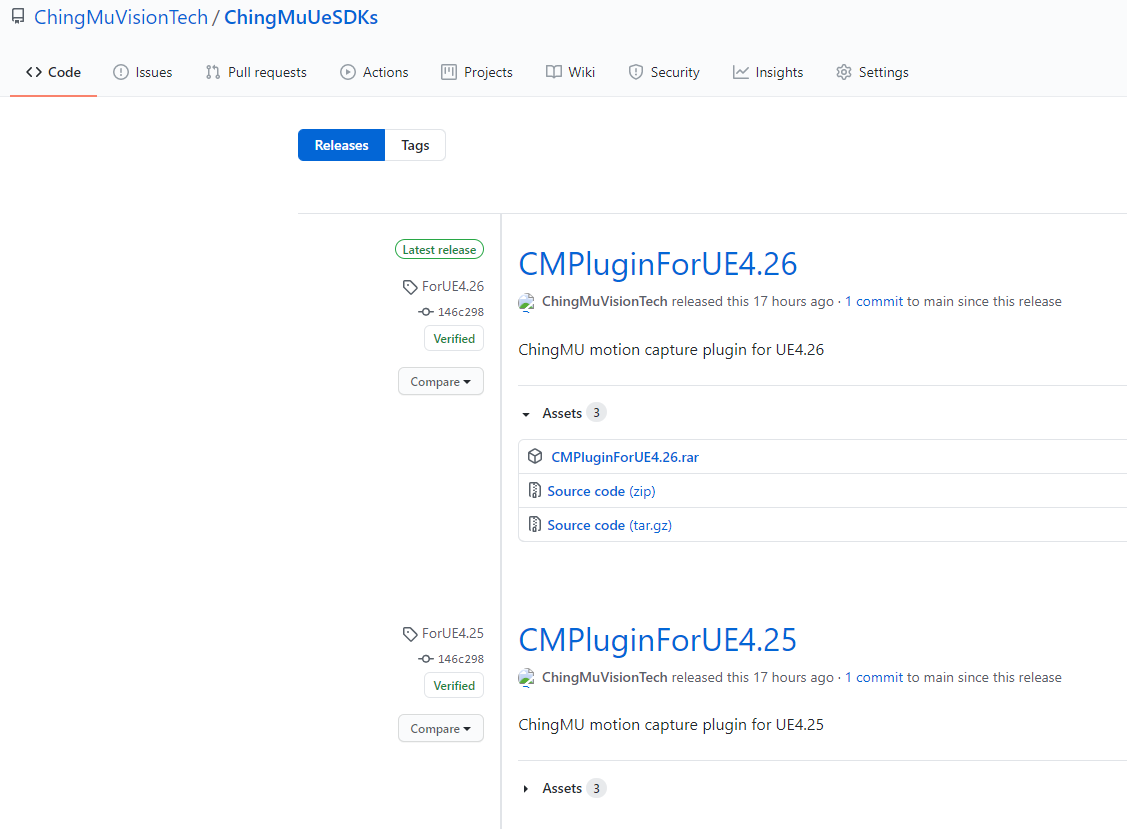 ChingMuVisionTech / ChingMuUeSDKs
Code Issues Pull requests Actions Projects Wiki Security Insights Settings
Releases Tags
Latest release
ForUE4.26
146c298
Verified
Compare
CMPluginForUE4.26
ChingMuVisionTech released this 17 hours ago · 1 commit to main since this release
ChingMU motion capture plugin for UE4.26
Assets 3
CMPluginForUE4.26.rar
Source code (zip)
Source code (tar.gz)
ForUE4.25
146c298
Verified
Compare
CMPluginForUE4.25
ChingMuVisionTech released this 17 hours ago · 1 commit to main since this release
ChingMU motion capture plugin for UE4.25
Assets 3